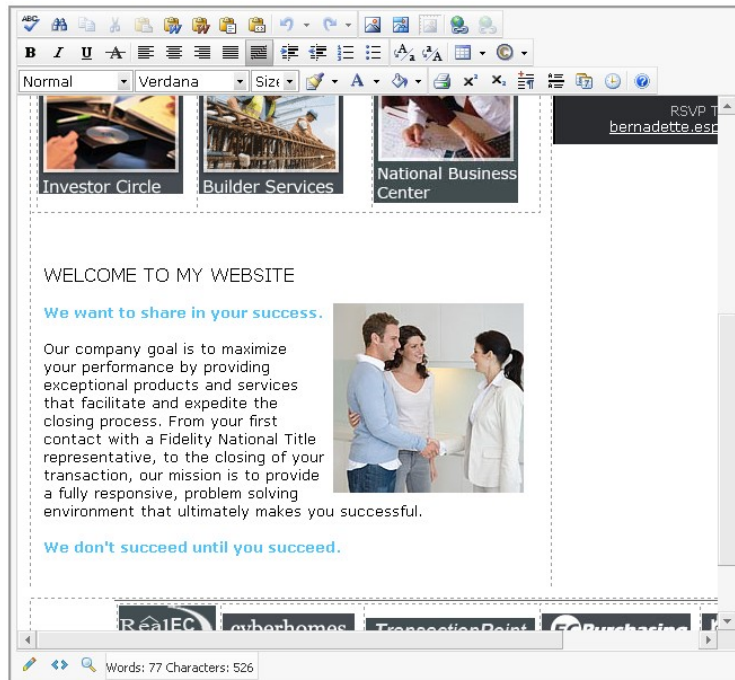 ABC
B I U A
Normal Verdana Size
RSVP T
bernadette.esp
Investor Circle Builder Services National Business
Center
WELCOME TO MY WEBSITE
We want to share in your success.
Our company goal is to maximize
your performance by providing
exceptional products and services
that facilitate and expedite the
closing process. From your first
contact with a Fidelity National Title
representative, to the closing of your
transaction, our mission is to provide
a fully responsive, problem solving
environment that ultimately makes you successful.
We don't succeed until you succeed.
RêalEC cyberhomes TransactionPoint Purchasing
Words: 77 Characters: 526